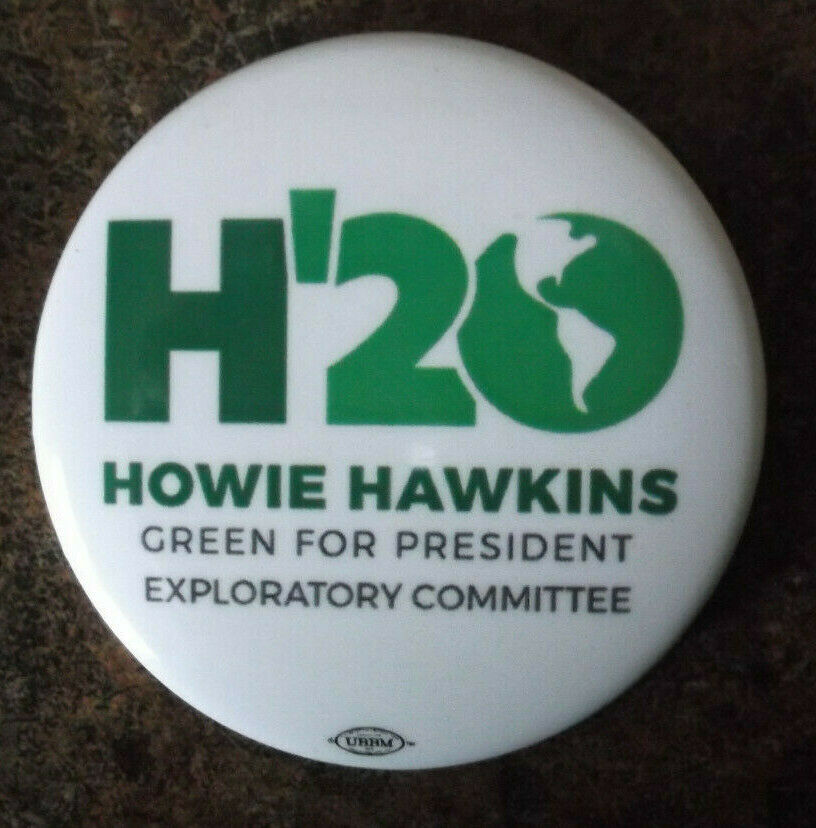 H'20
HOWIE HAWKINS
GREEN FOR PRESIDENT
EXPLORATORY COMMITTEE
UBBM